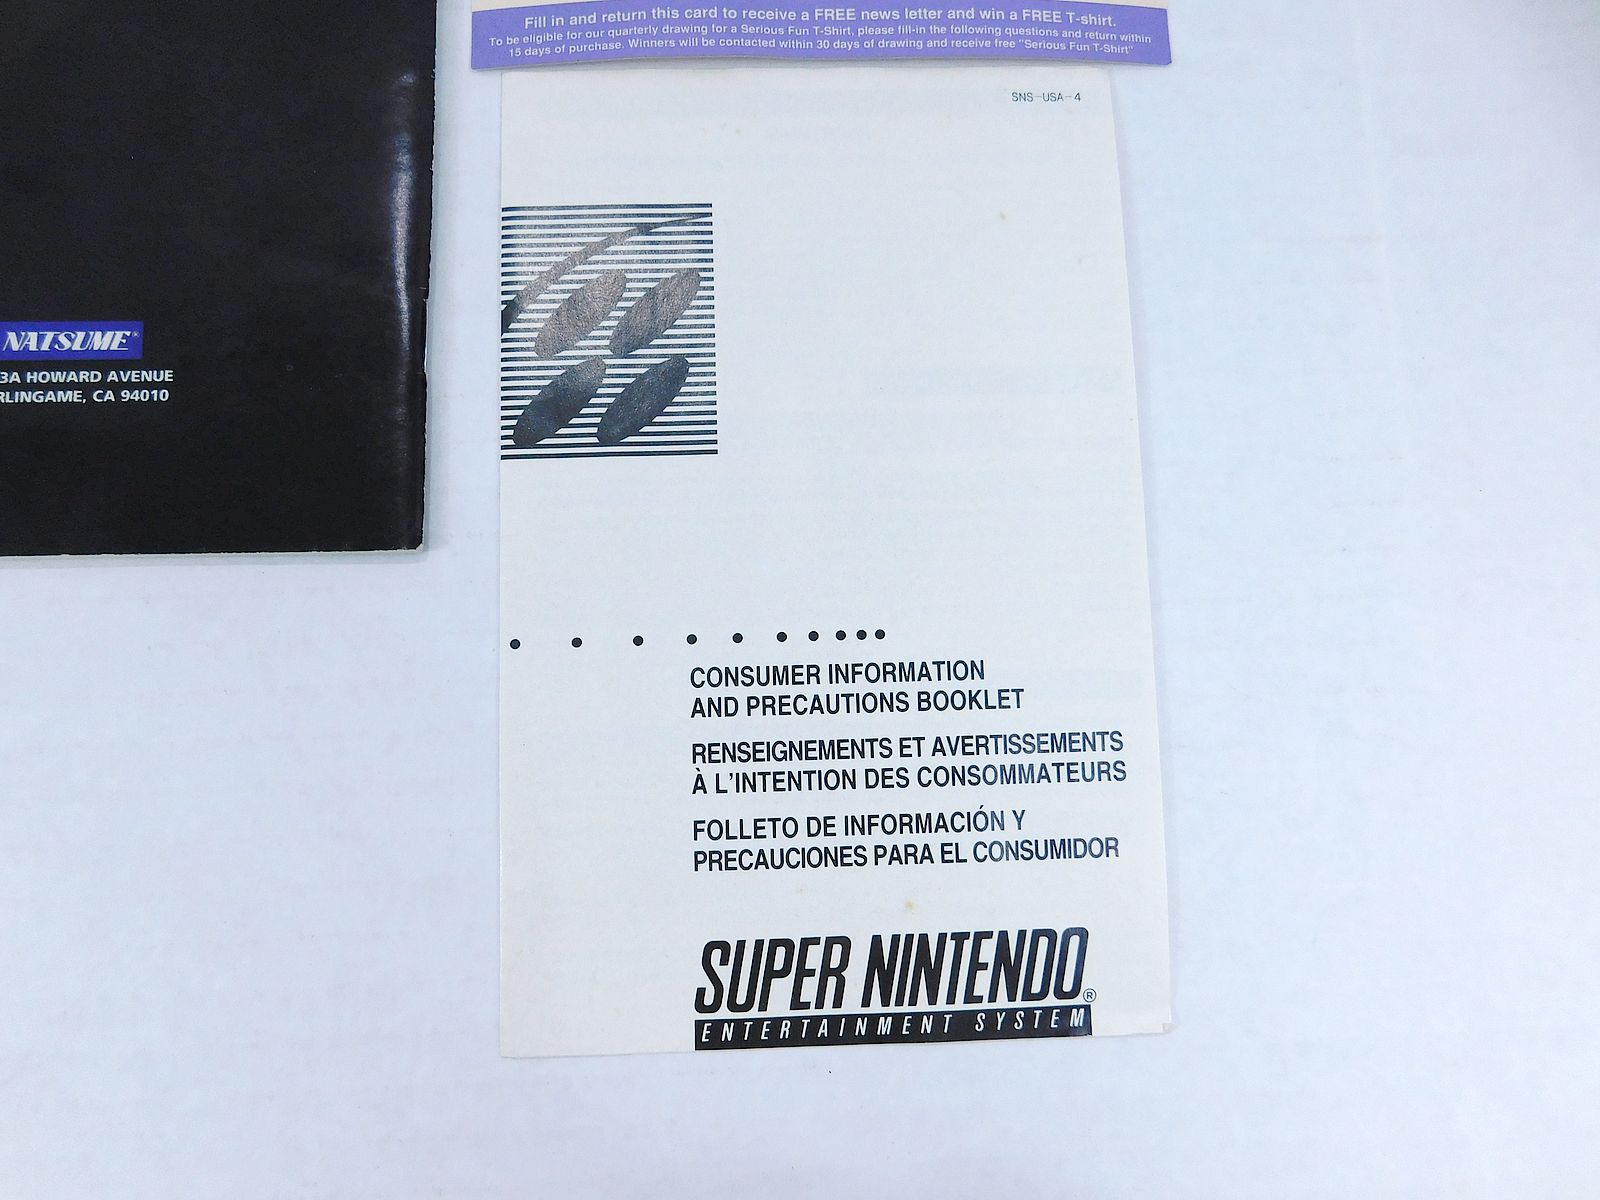 Fill in and return this card to receive a FREE news letter and win a FREE T-shirt.
To be eligible for our quarterly drawing for a Serious Fun T-Shirt, please fill-in the following questions and return within
15 days of purchase. Winners will be contacted within 30 days of drawing and receive free "Serious Fun T-Shirt"
SNS-USA-4
NATSUME®
3A HOWARD AVENUE
RLINGAME, CA 94010
CONSUMER INFORMATION
AND PRECAUTIONS BOOKLET
RENSEIGNEMENTS ET AVERTISSEMENTS
À L'INTENTION DES CONSOMMATEURS
FOLLETO DE INFORMACIÓN Y
PRECAUCIONES PARA EL CONSUMIDOR
SUPER NINTENDO®
ENTERTAINMENT SYSTEM